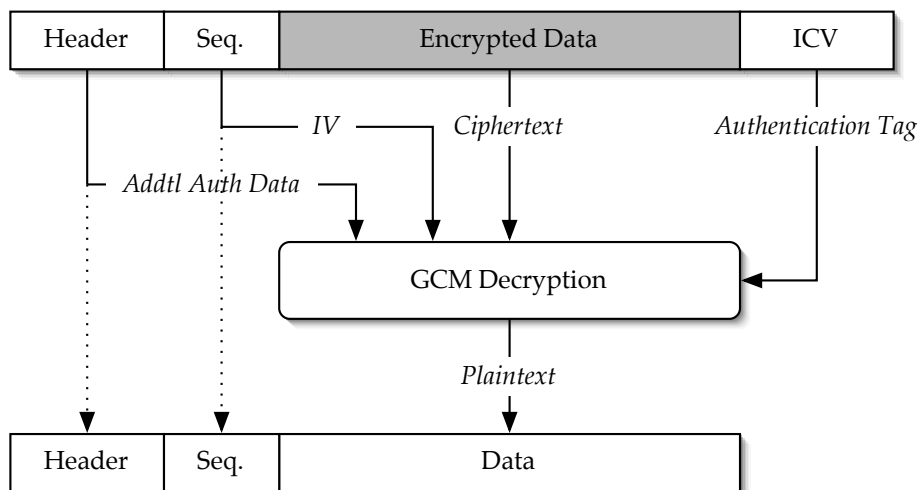 Header Seq. Encrypted Data ICV
IV Ciphertext Authentication Tag
Addtl Auth Data
GCM Decryption
Plaintext
Header Seq. Data